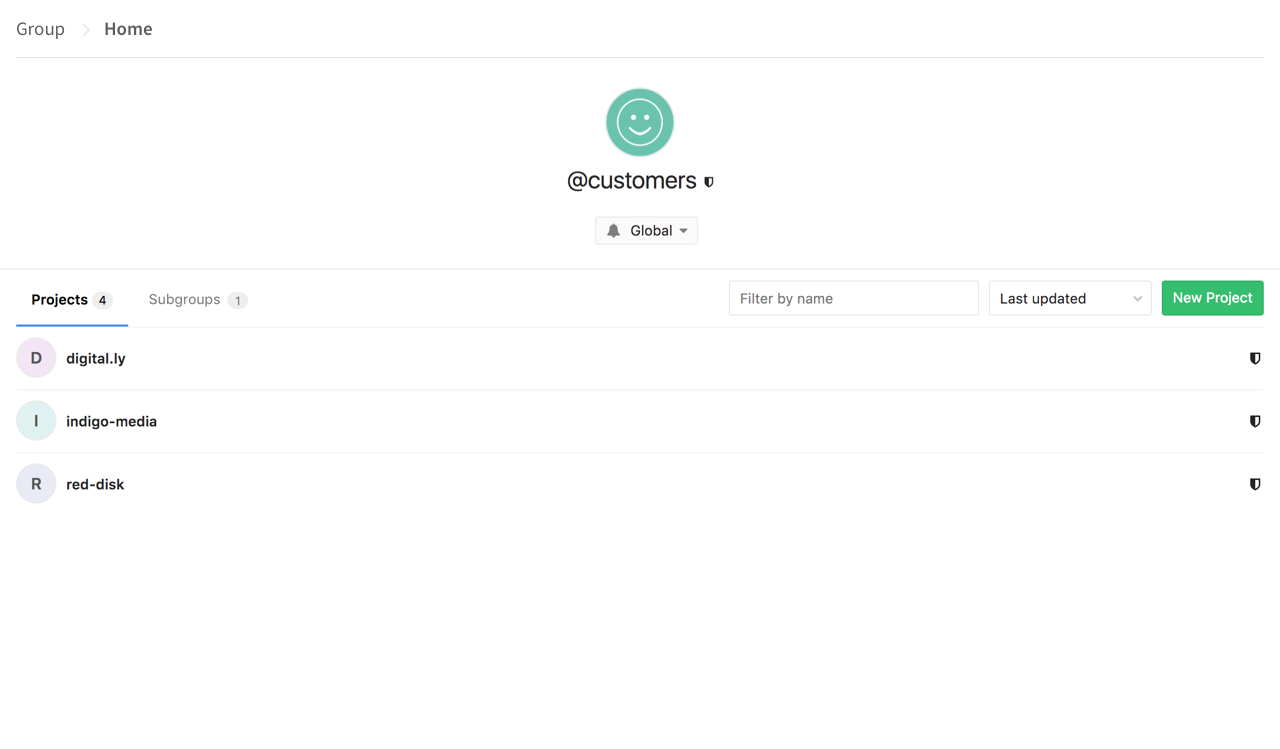 Group Home
@customers
Global
Projects 4 Subgroups 1 Filter by name Last updated New Project
D digital.ly
I indigo-media
R red-disk